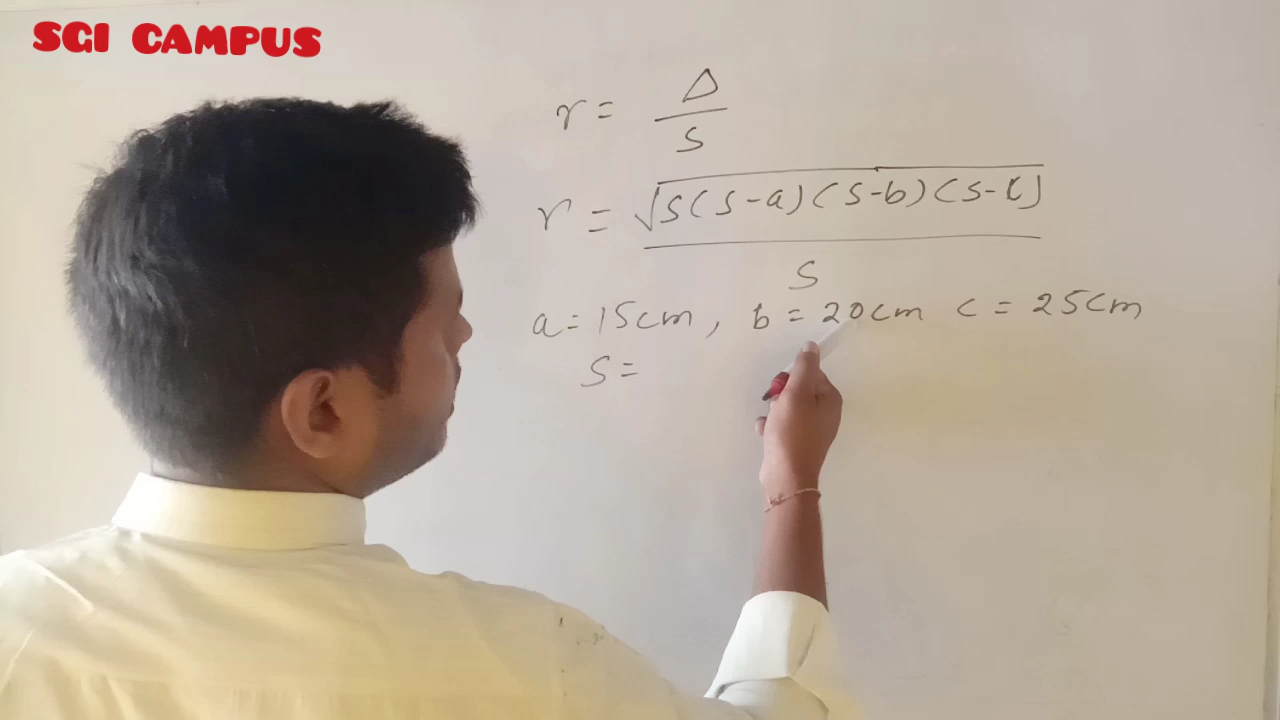 SGI CAMPUS
r = Δ / S
r = √S(S-a)(S-b)(S-c) / S
a = 15cm, b = 20cm c = 25cm
S =